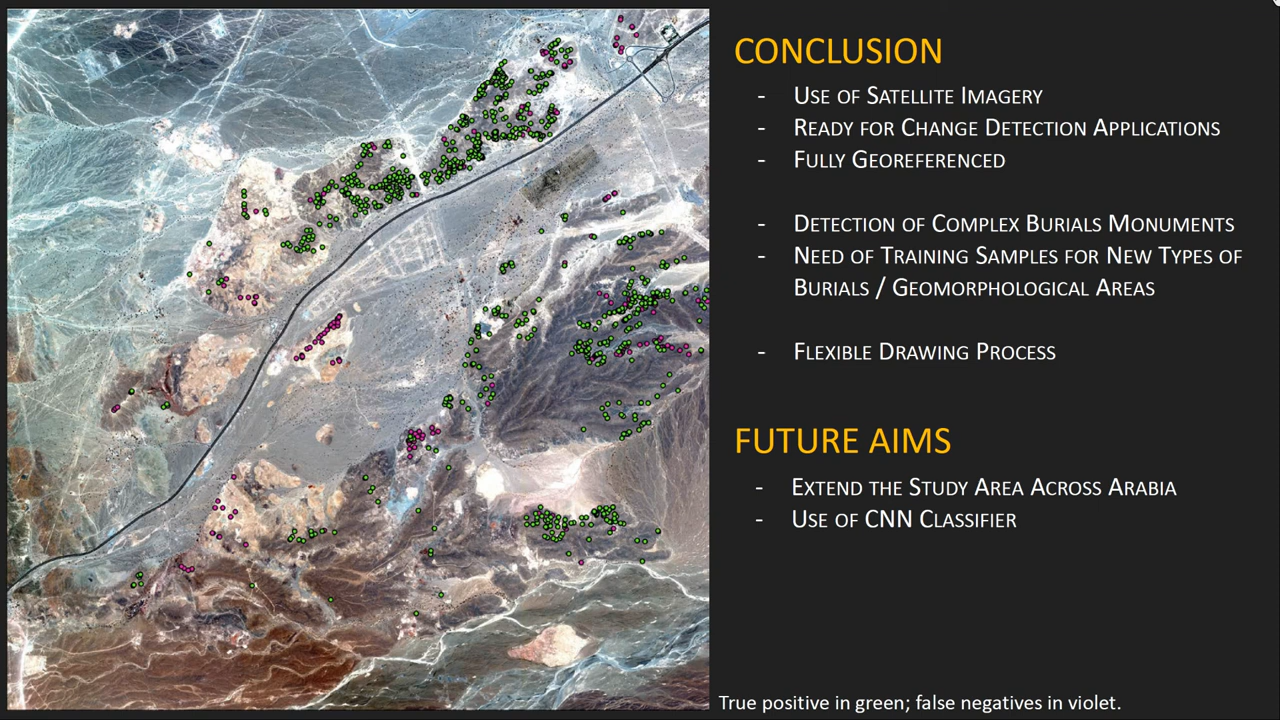 CONCLUSION
- USE OF SATELLITE IMAGERY
- READY FOR CHANGE DETECTION APPLICATIONS
- FULLY GEOREFERENCED
- DETECTION OF COMPLEX BURIALS MONUMENTS
- NEED OF TRAINING SAMPLES FOR NEW TYPES OF
BURIALS / GEOMORPHOLOGICAL AREAS
- FLEXIBLE DRAWING PROCESS
FUTURE AIMS
- EXTEND THE STUDY AREA ACROSS ARABIA
- USE OF CNN CLASSIFIER
True positive in green; false negatives in violet.